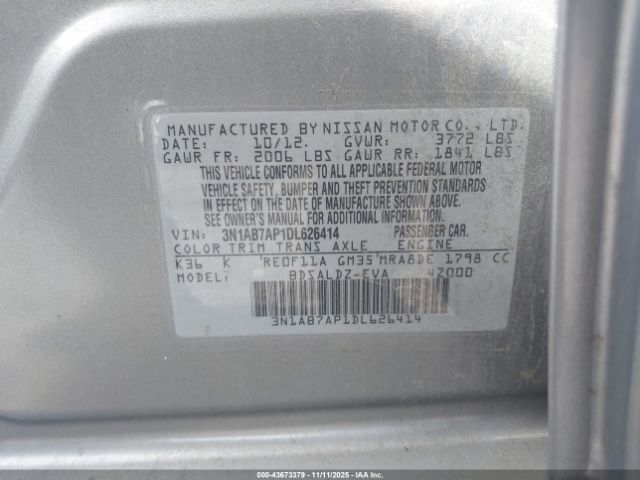 MANUFACTURED BY NISSAN MOTOR CO., LTD.
DATE: 10/12. GVWR: 3772 LBS
GAWR FR: 2006 LBS GAWR RR: 1841 LBS
THIS VEHICLE CONFORMS TO ALL APPLICABLE FEDERAL MOTOR
VEHICLE SAFETY, BUMPER AND THEFT PREVENTION STANDARDS
IN EFFECT ON THE DATE OF MANUFACTURE SHOWN ABOVE.
SEE OWNER'S MANUAL FOR ADDITIONAL INFORMATION.
VIN: 3N1AB7AP1DL626414 PASSENGER CAR.
COLOR TRIM TRANS AXLE ENGINE
K36 K RE0F11A GM35 MRA8DE 1798 CC
MODEL: BDSALDZ-EVA 4Z000
3N1AB7AP1DL626414
000-43673379 - 11/11/2025 - IAA Inc.